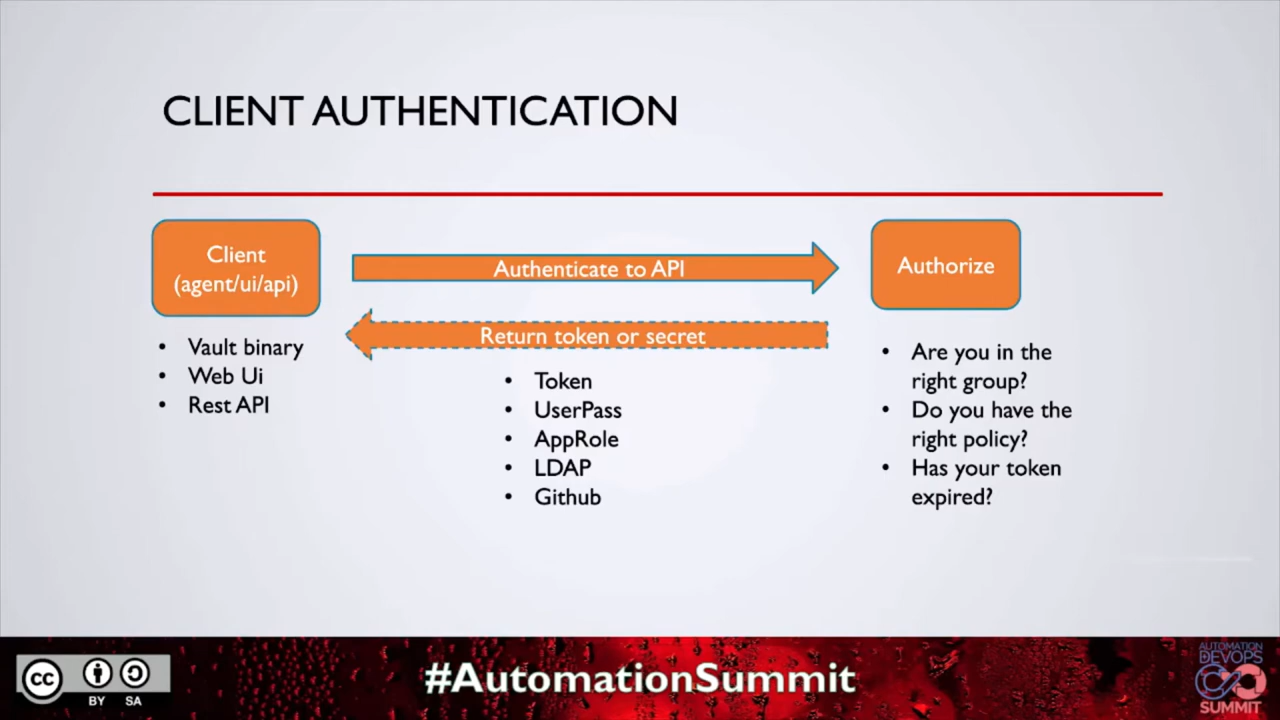 CLIENT AUTHENTICATION
Client
(agent/ui/api)
Authenticate to API
Authorize
Return token or secret
• Vault binary
• Web Ui
• Rest API
• Token
• UserPass
• AppRole
• LDAP
• Github
• Are you in the
right group?
• Do you have the
right policy?
• Has your token
expired?
cc
BY SA
#AutomationSummit
AUTOMATION
DEVOPS
SUMMIT